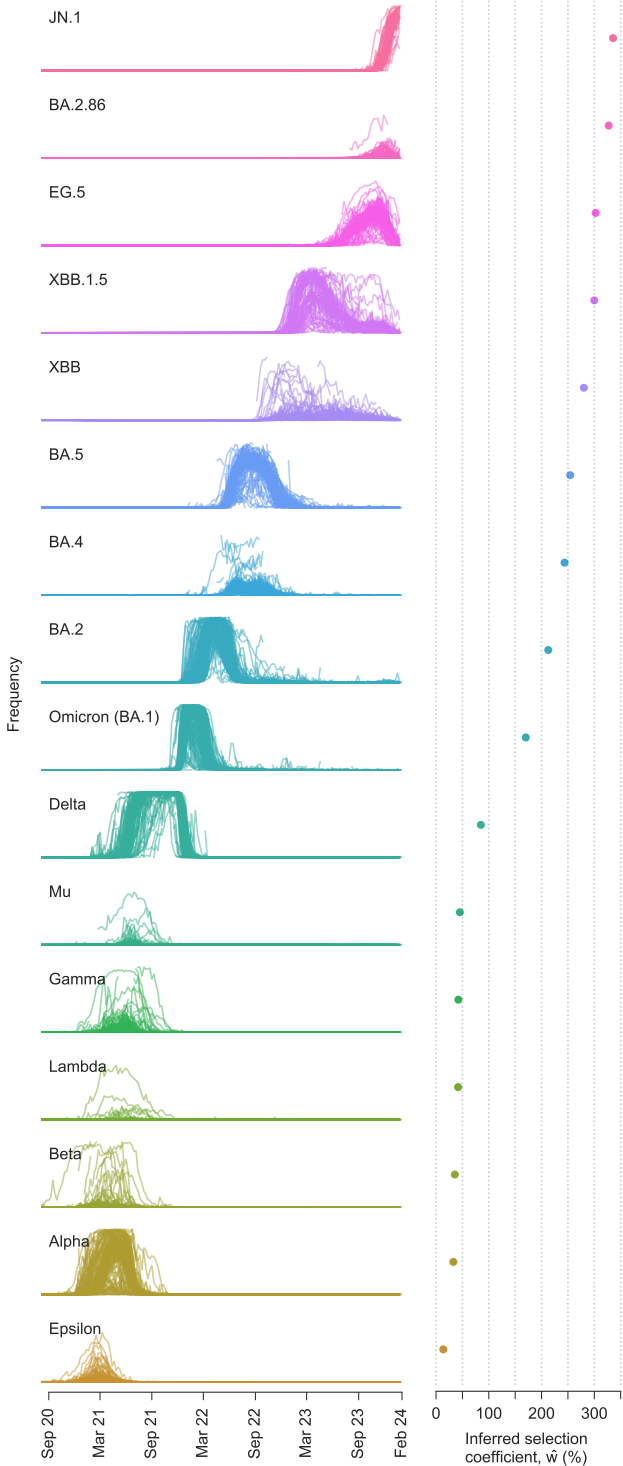 JN.1
BA.2.86
EG.5
XBB.1.5
XBB
BA.5
BA.4
BA.2
Omicron (BA.1)
Delta
Mu
Gamma
Lambda
Beta
Alpha
Epsilon
Frequency
Sep 20
Mar 21
Sep 21
Mar 22
Sep 22
Mar 23
Sep 23
Feb 24
0 100 200 300
Inferred selection
coefficient, ŵ (%)